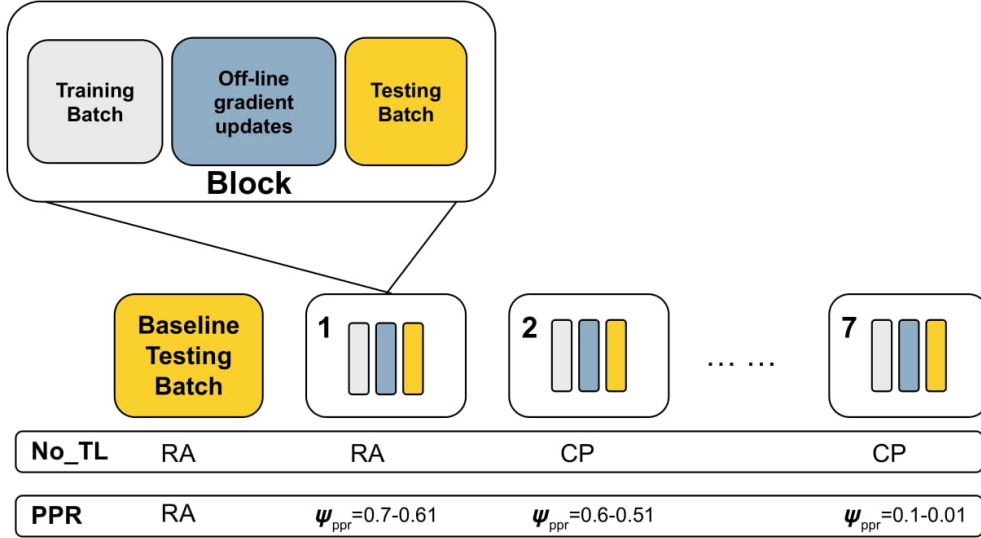 Training Batch
Off-line gradient updates
Testing Batch
Block
Baseline Testing Batch
1
2
... ...
7
No_TL RA RA CP CP
PPR RA ψppr=0.7-0.61 ψppr=0.6-0.51 ψppr=0.1-0.01